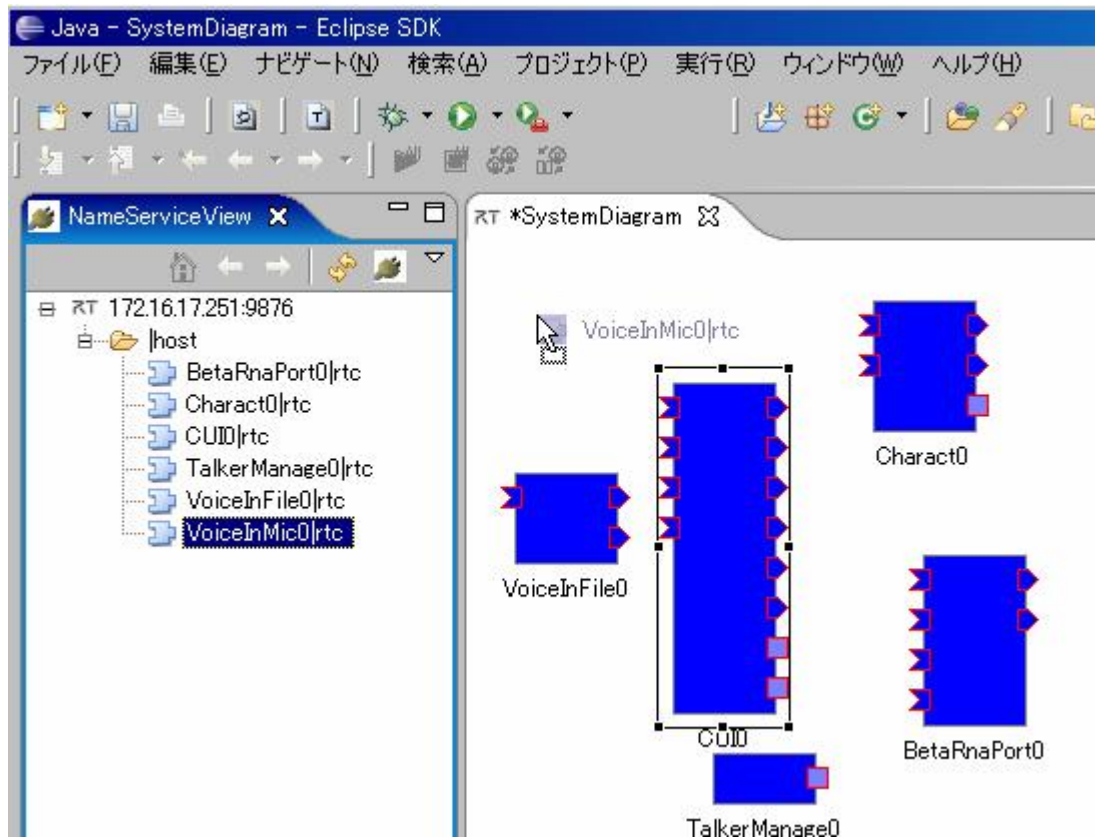 Java - SystemDiagram - Eclipse SDK
ファイル(F) 編集(E) ナビゲート(N) 検索(A) プロジェクト(P) 実行(R) ウィンドウ(W) ヘルプ(H)
NameServiceView
RT *SystemDiagram
RT 172.16.17.251:9876
|host
BetaRnaPort0|rtc
Charact0|rtc
CUI0|rtc
TalkerManage0|rtc
VoiceInFile0|rtc
VoiceInMic0|rtc
VoiceInMic0|rtc
Charact0
VoiceInFile0
CUI0
BetaRnaPort0
TalkerManage0